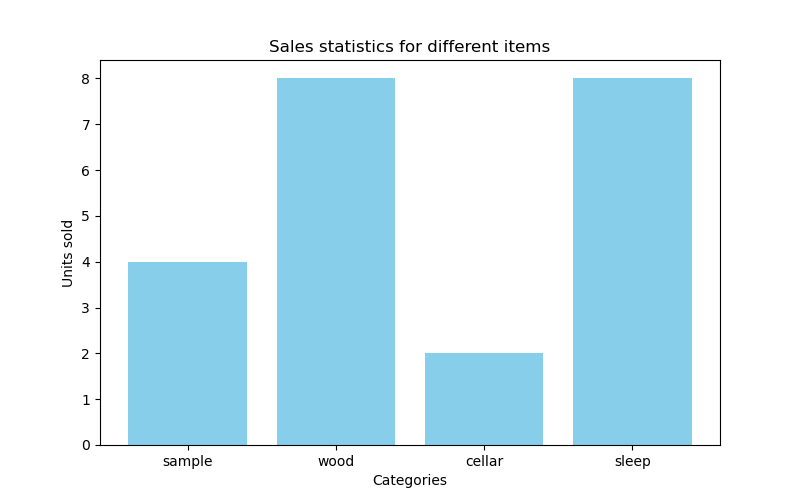 Sales statistics for different items
8
7
6
5
4
3
2
1
0
Units sold
sample wood cellar sleep
Categories